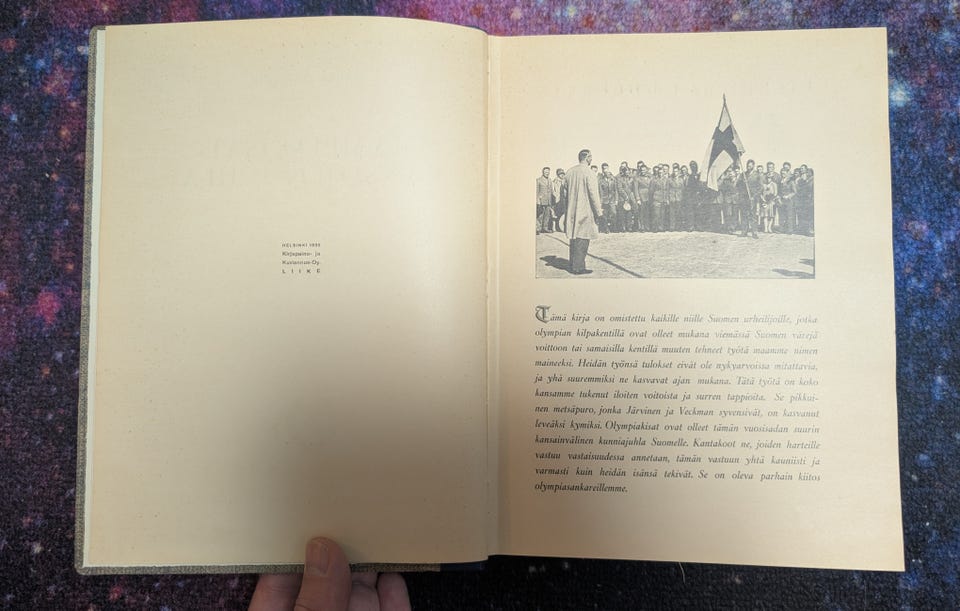 HELSINKI 1935
Kirjapaino- ja
Kustannus-Oy.
LIIKE
Tämä kirja on omistettu kaikille niille Suomen urheilijoille, jotka
olympian kilpakentillä ovat olleet mukana viemässä Suomen värejä
voittoon tai samaisilla kentillä muuten tehneet työtä maamme nimen
maineeksi. Heidän työnsä tulokset eivät ole nykyarvoissa mitattavia,
ja yhä suuremmiksi ne kasvavat ajan mukana. Tätä työtä on koko
kansamme tukenut iloiten voitoista ja surren tappioita. Se pikkui-
nen metsäpuro, jonka Järvinen ja Veckman syvensivät, on kasvanut
leveäksi kymiksi. Olympiakisat ovat olleet tämän vuosisadan suurin
kansainvälinen kunniajuhla Suomelle. Kantakoot ne, joiden harteille
vastuu vastaisuudessa annetaan, tämän vastuun yhtä kauniisti ja
varmasti kuin heidän isänsä tekivät. Se on oleva parhain kiitos
olympiasankareillemme.